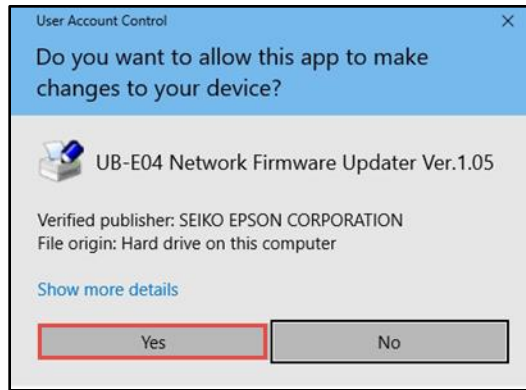 User Account Control
Do you want to allow this app to make
changes to your device?
UB-E04 Network Firmware Updater Ver.1.05
Verified publisher: SEIKO EPSON CORPORATION
File origin: Hard drive on this computer
Show more details
Yes
No